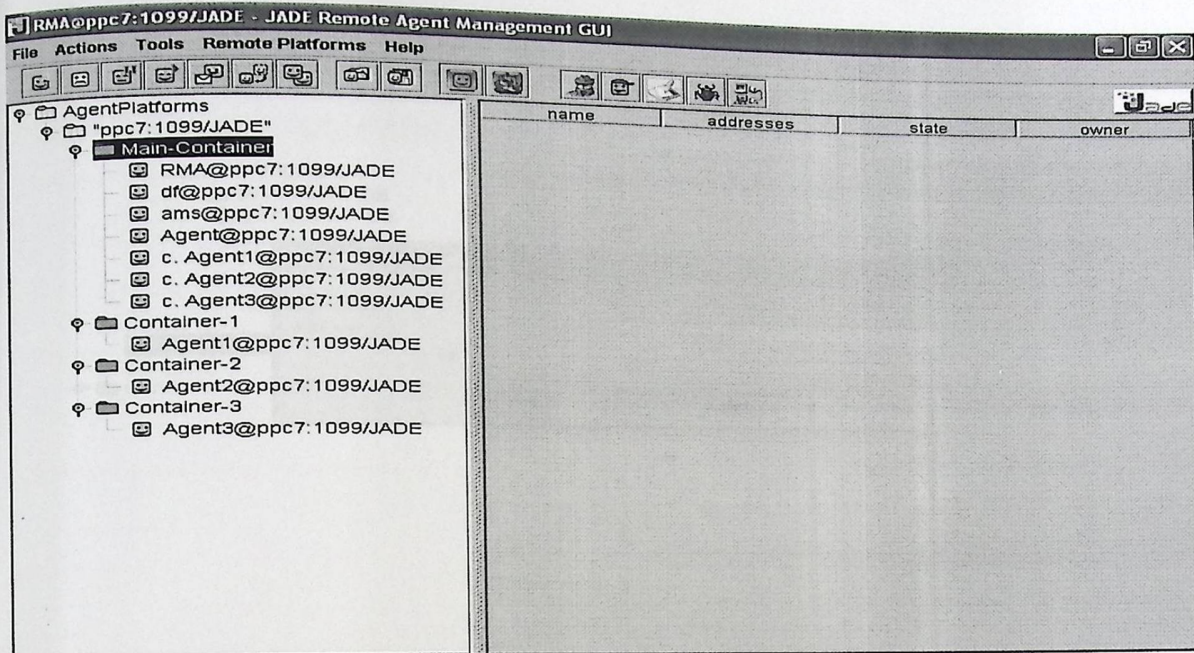 RMA@ppc7:1099/JADE - JADE Remote Agent Management GUI
File Actions Tools Remote Platforms Help
Jade
AgentPlatforms
"ppc7:1099/JADE"
Main-Container
RMA@ppc7:1099/JADE
df@ppc7:1099/JADE
ams@ppc7:1099/JADE
Agent@ppc7:1099/JADE
c. Agent1@ppc7:1099/JADE
c. Agent2@ppc7:1099/JADE
c. Agent3@ppc7:1099/JADE
Container-1
Agent1@ppc7:1099/JADE
Container-2
Agent2@ppc7:1099/JADE
Container-3
Agent3@ppc7:1099/JADE
name addresses state owner